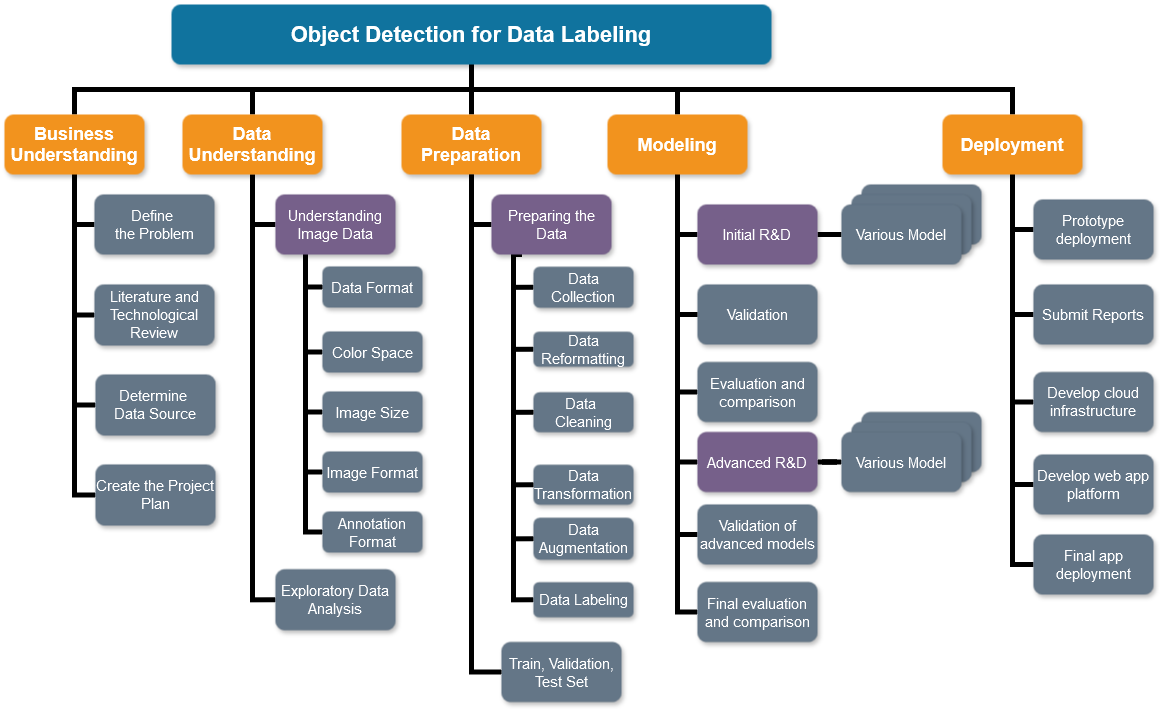 Object Detection for Data Labeling
Business
Understanding
Define
the Problem
Literature and
Technological
Review
Determine
Data Source
Create the Project
Plan
Data
Understanding
Understanding
Image Data
Data Format
Color Space
Image Size
Image Format
Annotation
Format
Exploratory Data
Analysis
Data
Preparation
Preparing the
Data
Data
Collection
Data
Reformatting
Data
Cleaning
Data
Transformation
Data
Augmentation
Data Labeling
Train, Validation,
Test Set
Modeling
Initial R&D
Various Model
Validation
Evaluation and
comparison
Advanced R&D
Various Model
Validation of
advanced models
Final evaluation
and comparison
Deployment
Prototype
deployment
Submit Reports
Develop cloud
infrastructure
Develop web app
platform
Final app
deployment